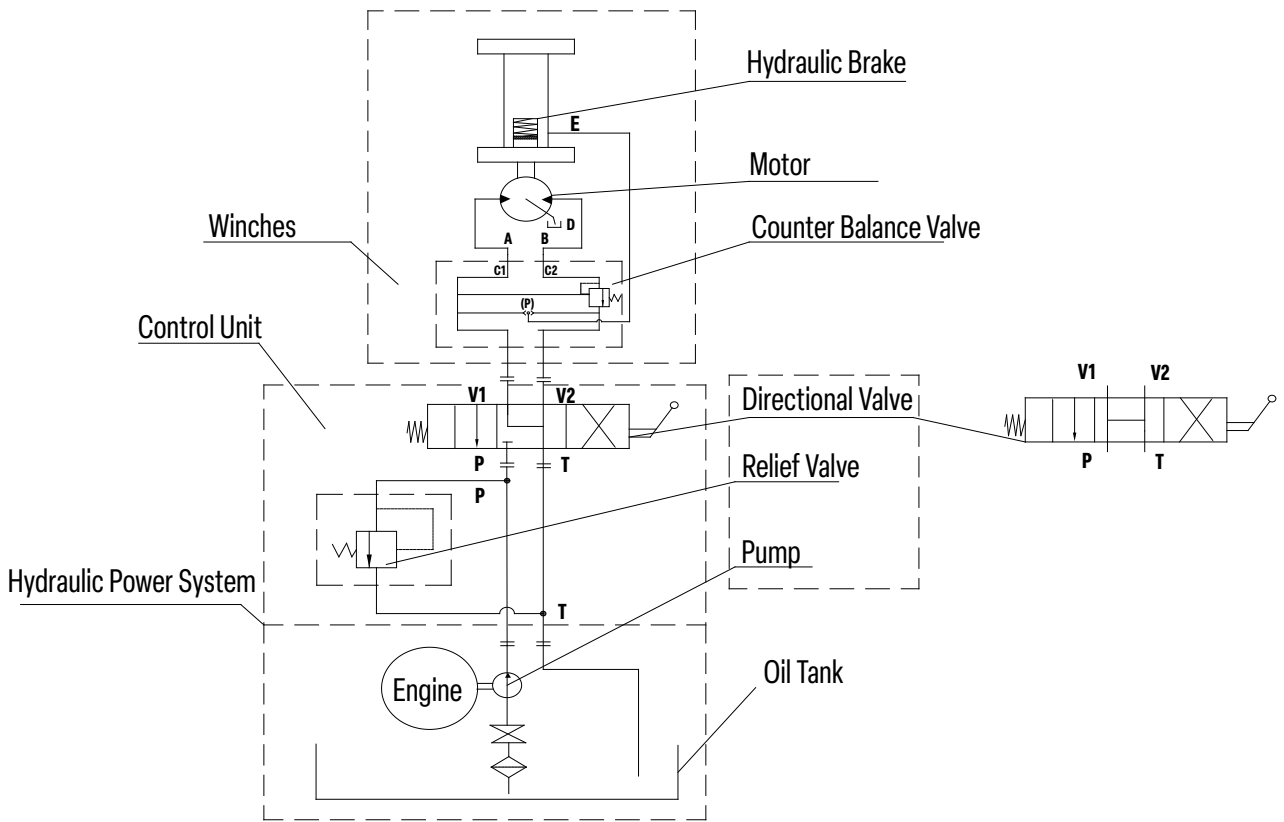 Hydraulic Brake
E
Motor
D
Winches
A B
Counter Balance Valve
C1 C2
(P)
Control Unit
V1 V2
V1 V2
Directional Valve
P T
P T
Relief Valve
P
Pump
Hydraulic Power System
T
Oil Tank
Engine